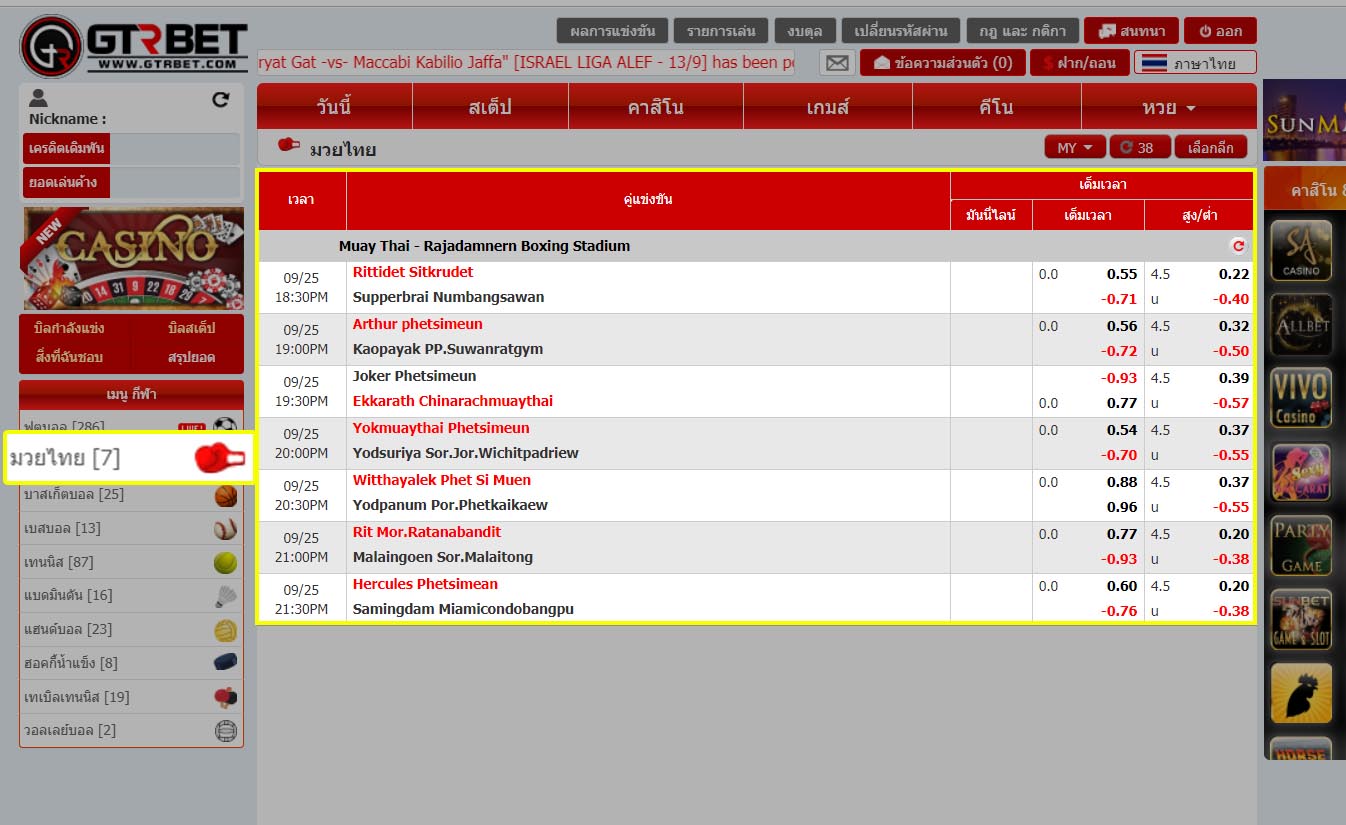 GTRBET
WWW.GTRBET.COM
ผลการแข่งขัน รายการเล่น งบดุล เปลี่ยนรหัสผ่าน กฎ และ กติกา สนทนา ออก
ryat Gat -vs- Maccabi Kabilio Jaffa" [ISRAEL LIGA ALEF - 13/9] has been po
ข้อความส่วนตัว (0) $ ฝาก/ถอน ภาษาไทย
Nickname :
เครดิตเดิมพัน
ยอดเล่นค้าง
NEW
CASINO
บิลกำลังแข่ง บิลสเต็ป
สิ่งที่ฉันชอบ สรุปยอด
เมนู กีฬา
ฟุตบอล [286] LIVE!
มวยไทย [7]
บาสเก็ตบอล [25]
เบสบอล [13]
เทนนิส [87]
แบดมินตัน [16]
แฮนด์บอล [23]
ฮอคกี้น้ำแข็ง [8]
เทเบิลเทนนิส [19]
วอลเลย์บอล [2]
วันนี้ สเต็ป คาสิโน เกมส์ คีโน หวย
มวยไทย MY 38 เลือกลีก
เวลา คู่แข่งขัน เต็มเวลา
มันนี่ไลน์ เต็มเวลา สูง/ต่ำ
Muay Thai - Rajadamnern Boxing Stadium
09/25 Rittidet Sitkrudet 0.0 0.55 4.5 0.22
18:30PM Supperbrai Numbangsawan -0.71 u -0.40
09/25 Arthur phetsimeun 0.0 0.56 4.5 0.32
19:00PM Kaopayak PP.Suwanratgym -0.72 u -0.50
09/25 Joker Phetsimeun -0.93 4.5 0.39
19:30PM Ekkarath Chinarachmuaythai 0.0 0.77 u -0.57
09/25 Yokmuaythai Phetsimeun 0.0 0.54 4.5 0.37
20:00PM Yodsuriya Sor.Jor.Wichitpadriew -0.70 u -0.55
09/25 Witthayalek Phet Si Muen 0.0 0.88 4.5 0.37
20:30PM Yodpanum Por.Phetkaikaew 0.96 u -0.55
09/25 Rit Mor.Ratanabandit 0.0 0.77 4.5 0.20
21:00PM Malaingoen Sor.Malaitong -0.93 u -0.38
09/25 Hercules Phetsimean 0.0 0.60 4.5 0.20
21:30PM Samingdam Miamicondobangpu -0.76 u -0.38
SUNMA
คาสิโน 8
SA
CASINO
ALLBET
VIVO
Casino
Sexy
PARTY
GAME
SUNBET
GAME & SLOT
HORSE